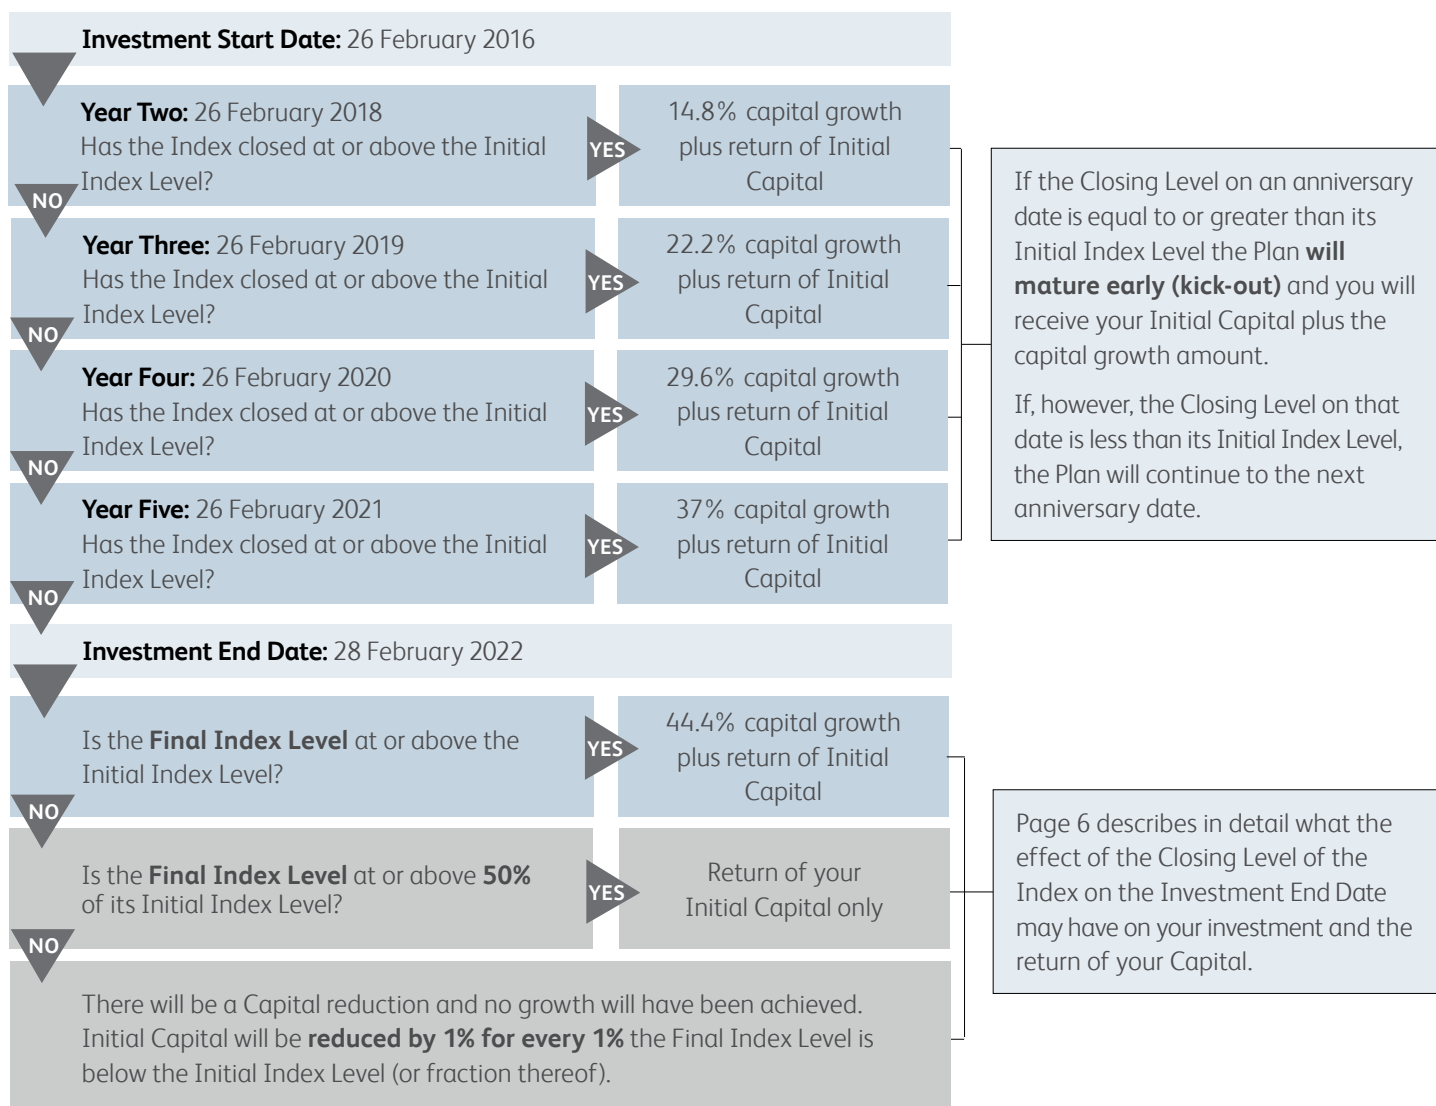 Investment Start Date: 26 February 2016
Year Two: 26 February 2018
Has the Index closed at or above the Initial
Index Level?
YES
14.8% capital growth
plus return of Initial
Capital
NO
Year Three: 26 February 2019
Has the Index closed at or above the Initial
Index Level?
YES
22.2% capital growth
plus return of Initial
Capital
NO
Year Four: 26 February 2020
Has the Index closed at or above the Initial
Index Level?
YES
29.6% capital growth
plus return of Initial
Capital
NO
Year Five: 26 February 2021
Has the Index closed at or above the Initial
Index Level?
YES
37% capital growth
plus return of Initial
Capital
NO
If the Closing Level on an anniversary
date is equal to or greater than its
Initial Index Level the Plan will
mature early (kick-out) and you will
receive your Initial Capital plus the
capital growth amount.
If, however, the Closing Level on that
date is less than its Initial Index Level,
the Plan will continue to the next
anniversary date.
Investment End Date: 28 February 2022
Is the Final Index Level at or above the
Initial Index Level?
YES
44.4% capital growth
plus return of Initial
Capital
NO
Is the Final Index Level at or above 50%
of its Initial Index Level?
YES
Return of your
Initial Capital only
NO
There will be a Capital reduction and no growth will have been achieved.
Initial Capital will be reduced by 1% for every 1% the Final Index Level is
below the Initial Index Level (or fraction thereof).
Page 6 describes in detail what the
effect of the Closing Level of the
Index on the Investment End Date
may have on your investment and the
return of your Capital.